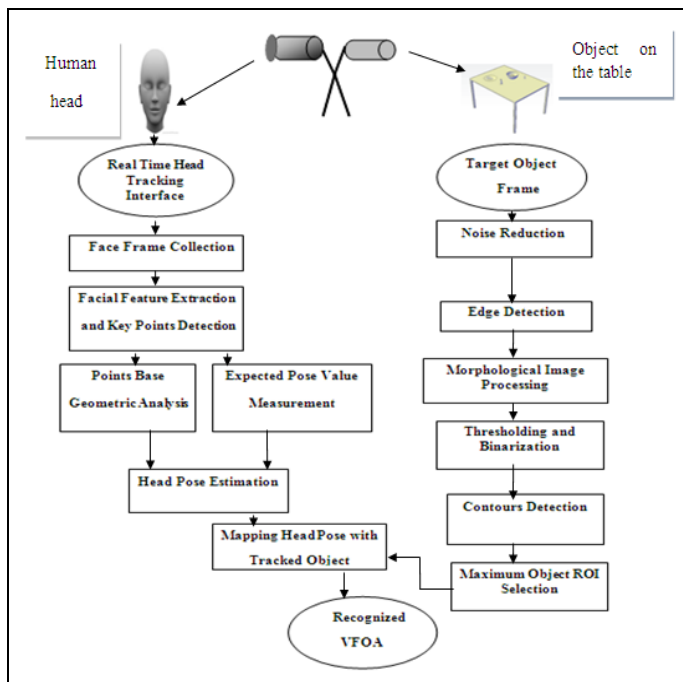 Human
head
Object on
the table
Real Time Head
Tracking
Interface
Target Object
Frame
Face Frame Collection
Noise Reduction
Facial Feature Extraction
and Key Points Detection
Edge Detection
Points Base
Geometric Analysis
Expected Pose Value
Measurement
Morphological Image
Processing
Thresholding and
Binarization
Head Pose Estimation
Contours Detection
Mapping Head Pose with
Tracked Object
Maximum Object ROI
Selection
Recognized
VFOA